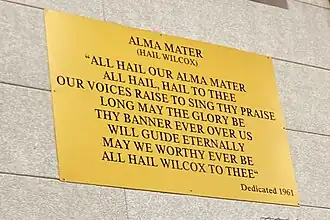 ALMA MATER
(HAIL WILCOX)
"ALL HAIL OUR ALMA MATER
ALL HAIL, HAIL TO THEE
OUR VOICES RAISE TO SING THY PRAISE
LONG MAY THE GLORY BE
THY BANNER EVER OVER US
WILL GUIDE ETERNALLY
MAY WE WORTHY EVER BE
ALL HAIL WILCOX TO THEE"
Dedicated 1961